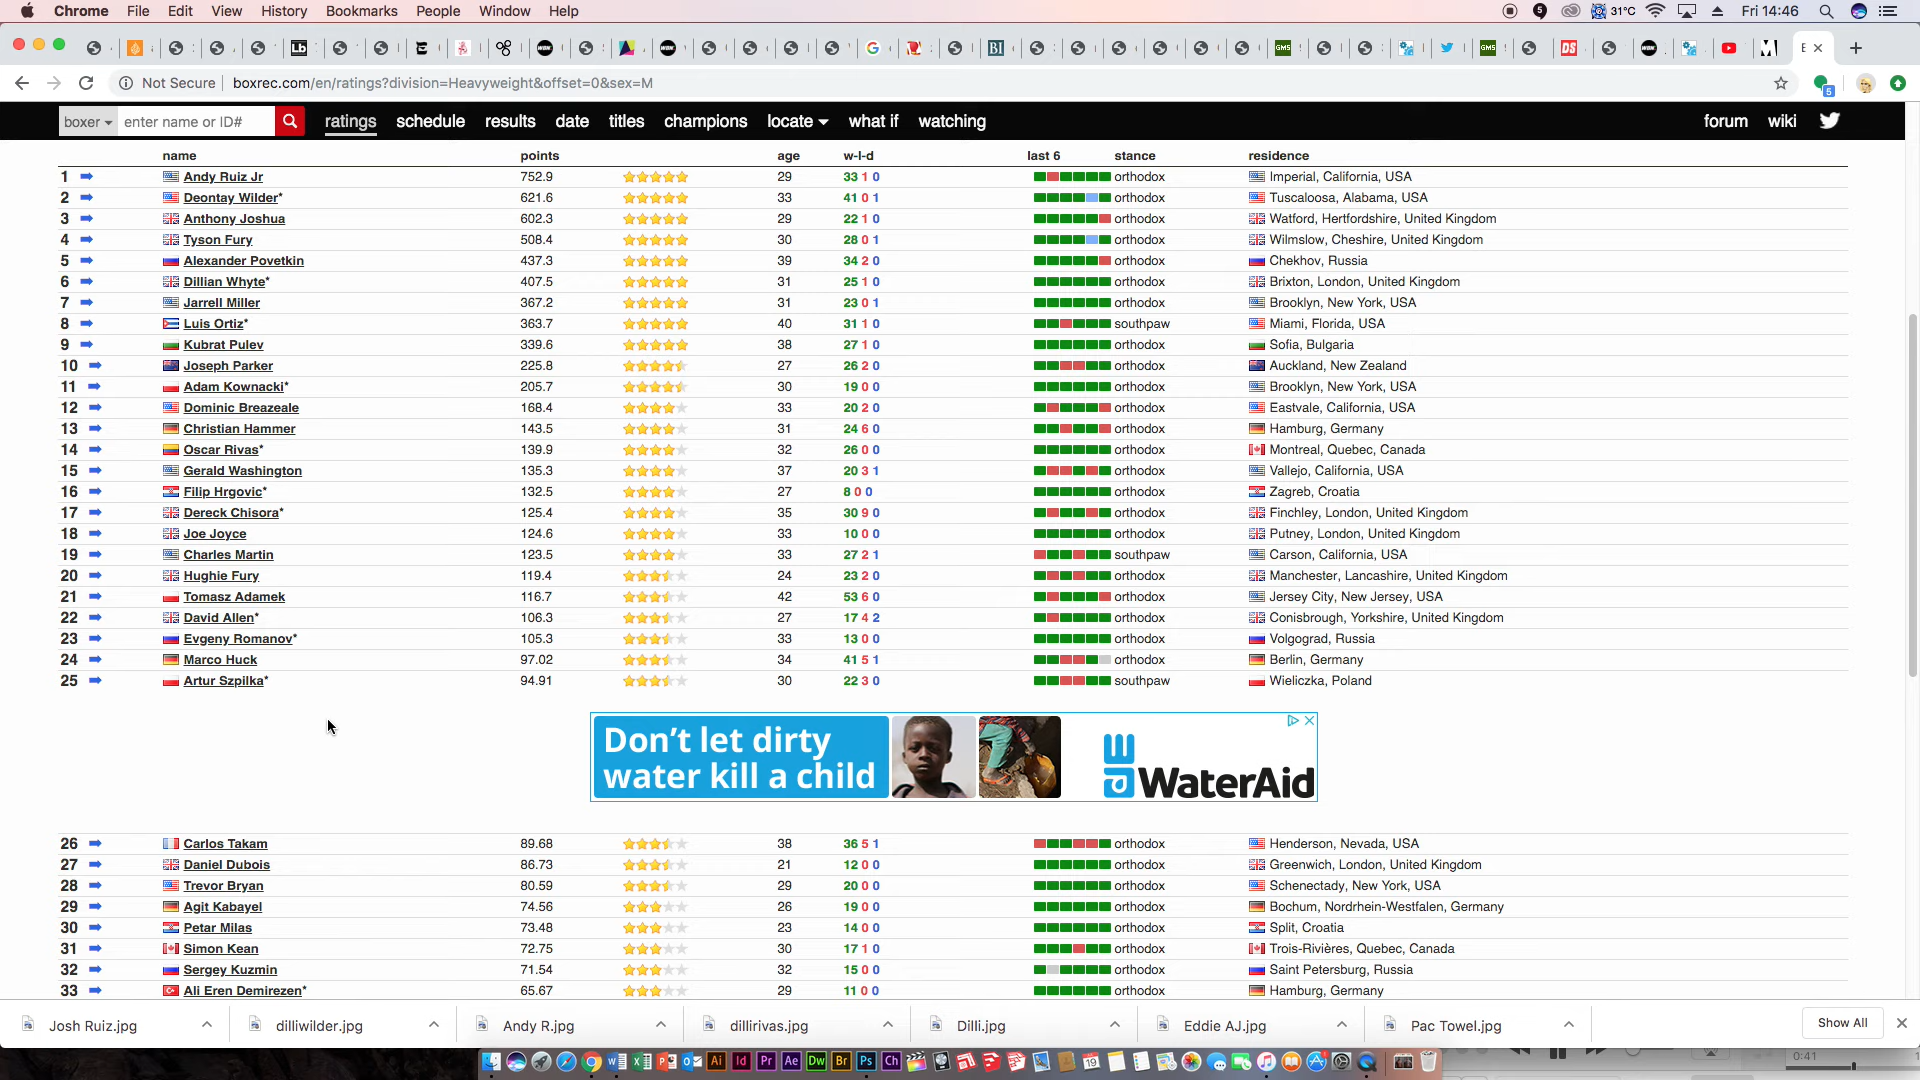 Chrome File Edit View History Bookmarks People Window Help 31°C Fri 14:46
Not Secure boxrec.com/en/ratings?division=Heavyweight&offset=0&sex=M
boxer enter name or ID# ratings schedule results date titles champions locate what if watching forum wiki
name points age w-l-d last 6 stance residence
1 Andy Ruiz Jr 752.9 29 33 1 0 orthodox Imperial, California, USA
2 Deontay Wilder* 621.6 33 41 0 1 orthodox Tuscaloosa, Alabama, USA
3 Anthony Joshua 602.3 29 22 1 0 orthodox Watford, Hertfordshire, United Kingdom
4 Tyson Fury 508.4 30 28 0 1 orthodox Wilmslow, Cheshire, United Kingdom
5 Alexander Povetkin 437.3 39 34 2 0 orthodox Chekhov, Russia
6 Dillian Whyte* 407.5 31 25 1 0 orthodox Brixton, London, United Kingdom
7 Jarrell Miller 367.2 31 23 0 1 orthodox Brooklyn, New York, USA
8 Luis Ortiz* 363.7 40 31 1 0 southpaw Miami, Florida, USA
9 Kubrat Pulev 339.6 38 27 1 0 orthodox Sofia, Bulgaria
10 Joseph Parker 225.8 27 26 2 0 orthodox Auckland, New Zealand
11 Adam Kownacki* 205.7 30 19 0 0 orthodox Brooklyn, New York, USA
12 Dominic Breazeale 168.4 33 20 2 0 orthodox Eastvale, California, USA
13 Christian Hammer 143.5 31 24 6 0 orthodox Hamburg, Germany
14 Oscar Rivas* 139.9 32 26 0 0 orthodox Montreal, Quebec, Canada
15 Gerald Washington 135.3 37 20 3 1 orthodox Vallejo, California, USA
16 Filip Hrgovic* 132.5 27 8 0 0 orthodox Zagreb, Croatia
17 Dereck Chisora* 125.4 35 30 9 0 orthodox Finchley, London, United Kingdom
18 Joe Joyce 124.6 33 10 0 0 orthodox Putney, London, United Kingdom
19 Charles Martin 123.5 33 27 2 1 southpaw Carson, California, USA
20 Hughie Fury 119.4 24 23 2 0 orthodox Manchester, Lancashire, United Kingdom
21 Tomasz Adamek 116.7 42 53 6 0 orthodox Jersey City, New Jersey, USA
22 David Allen* 106.3 27 17 4 2 orthodox Conisbrough, Yorkshire, United Kingdom
23 Evgeny Romanov* 105.3 33 13 0 0 orthodox Volgograd, Russia
24 Marco Huck 97.02 34 41 5 1 orthodox Berlin, Germany
25 Artur Szpilka* 94.91 30 22 3 0 southpaw Wieliczka, Poland
Don't let dirty
water kill a child
WaterAid
26 Carlos Takam 89.68 38 36 5 1 orthodox Henderson, Nevada, USA
27 Daniel Dubois 86.73 21 12 0 0 orthodox Greenwich, London, United Kingdom
28 Trevor Bryan 80.59 29 20 0 0 orthodox Schenectady, New York, USA
29 Agit Kabayel 74.56 26 19 0 0 orthodox Bochum, Nordrhein-Westfalen, Germany
30 Petar Milas 73.48 23 14 0 0 orthodox Split, Croatia
31 Simon Kean 72.75 30 17 1 0 orthodox Trois-Rivières, Quebec, Canada
32 Sergey Kuzmin 71.54 32 15 0 0 orthodox Saint Petersburg, Russia
33 Ali Eren Demirezen* 65.67 29 11 0 0 orthodox Hamburg, Germany
Josh Ruiz.jpg dilliwilder.jpg Andy R.jpg dillirivas.jpg Dilli.jpg Eddie AJ.jpg Pac Towel.jpg Show All
Ai Id Pr Ae Dw Br Ps Ch 0:41